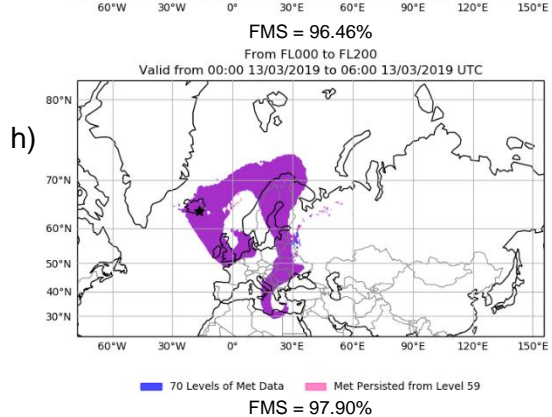 60°W 30°W 0°E 30°E 60°E 90°E 120°E 150°E
FMS = 96.46%
From FL000 to FL200
Valid from 00:00 13/03/2019 to 06:00 13/03/2019 UTC
h)
80°N
70°N
60°N
50°N
40°N
30°N
60°W 30°W 0°E 30°E 60°E 90°E 120°E 150°E
70 Levels of Met Data Met Persisted from Level 59
FMS = 97.90%